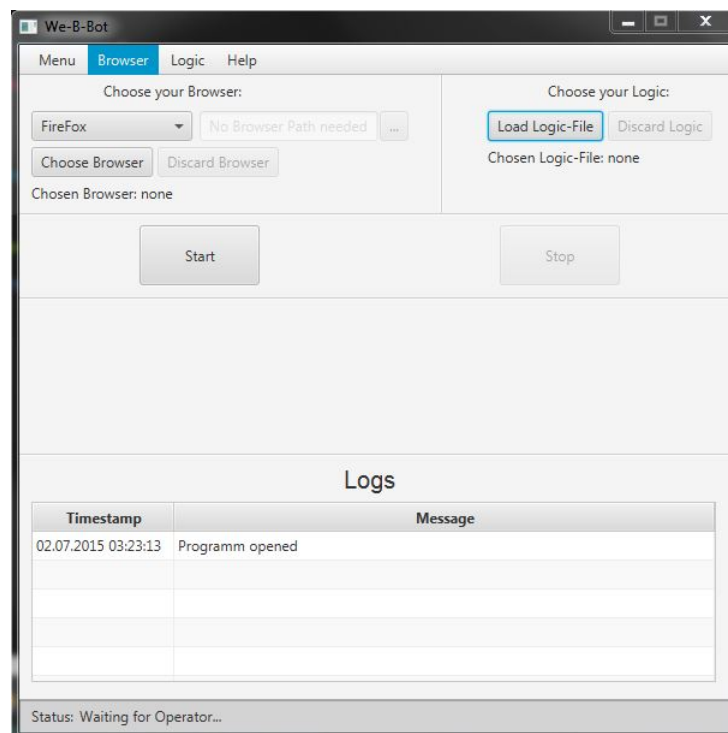 We-B-Bot
Menu Browser Logic Help
Choose your Browser:
FireFox No Browser Path needed ...
Choose Browser Discard Browser
Chosen Browser: none
Choose your Logic:
Load Logic-File Discard Logic
Chosen Logic-File: none
Start Stop
Logs
Timestamp Message
02.07.2015 03:23:13 Programm opened
Status: Waiting for Operator...